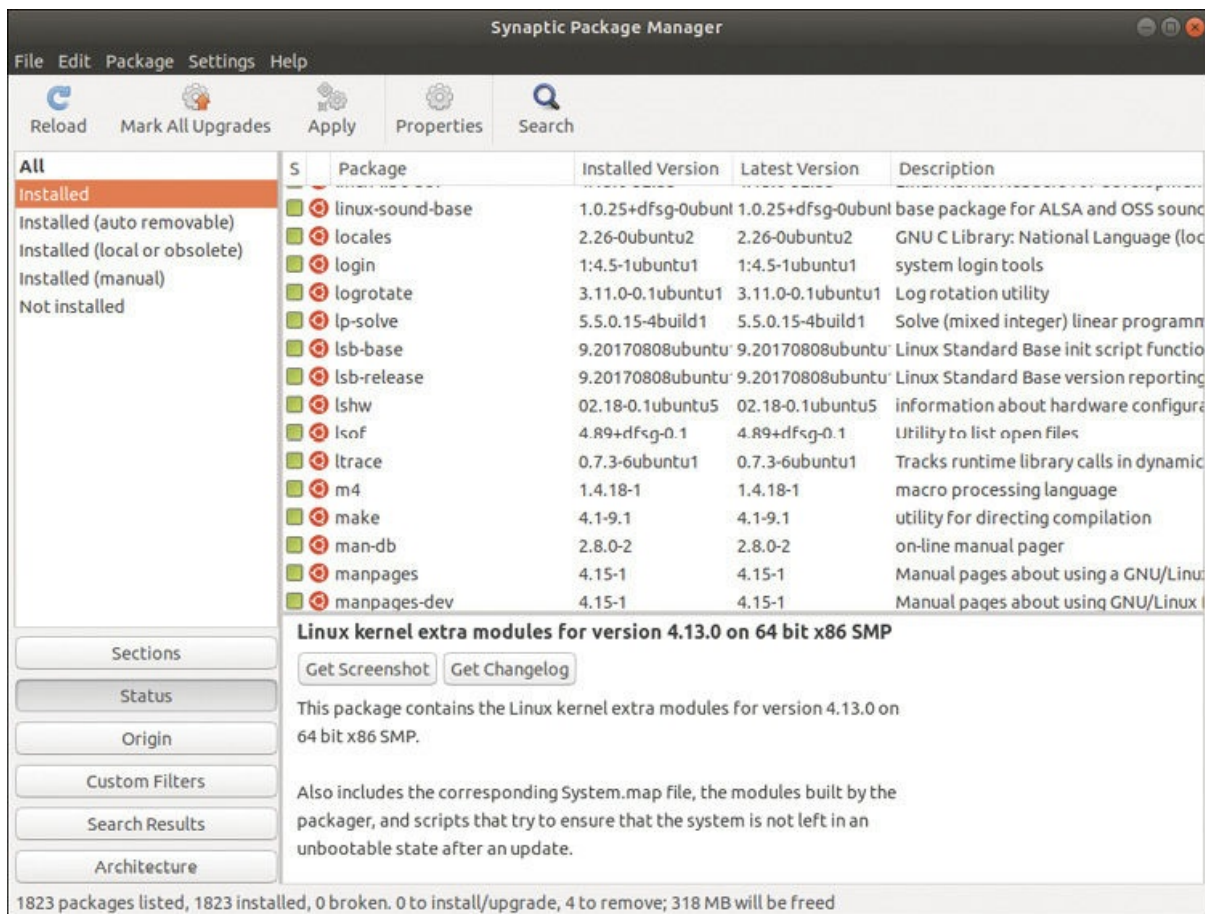 Synaptic Package Manager
File Edit Package Settings Help
Reload Mark All Upgrades Apply Properties Search
All
Installed
Installed (auto removable)
Installed (local or obsolete)
Installed (manual)
Not installed
Sections
Status
Origin
Custom Filters
Search Results
Architecture
S Package Installed Version Latest Version Description
linux-sound-base 1.0.25+dfsg-0ubunt 1.0.25+dfsg-0ubunt base package for ALSA and OSS sound
locales 2.26-0ubuntu2 2.26-0ubuntu2 GNU C Library: National Language (loc
login 1:4.5-1ubuntu1 1:4.5-1ubuntu1 system login tools
logrotate 3.11.0-0.1ubuntu1 3.11.0-0.1ubuntu1 Log rotation utility
lp-solve 5.5.0.15-4build1 5.5.0.15-4build1 Solve (mixed integer) linear programm
lsb-base 9.20170808ubuntu 9.20170808ubuntu Linux Standard Base init script functio
lsb-release 9.20170808ubuntu 9.20170808ubuntu Linux Standard Base version reporting
lshw 02.18-0.1ubuntu5 02.18-0.1ubuntu5 information about hardware configura
lsof 4.89+dfsg-0.1 4.89+dfsg-0.1 Utility to list open files
ltrace 0.7.3-6ubuntu1 0.7.3-6ubuntu1 Tracks runtime library calls in dynamic
m4 1.4.18-1 1.4.18-1 macro processing language
make 4.1-9.1 4.1-9.1 utility for directing compilation
man-db 2.8.0-2 2.8.0-2 on-line manual pager
manpages 4.15-1 4.15-1 Manual pages about using a GNU/Linux
manpages-dev 4.15-1 4.15-1 Manual pages about using GNU/Linux
Linux kernel extra modules for version 4.13.0 on 64 bit x86 SMP
Get Screenshot Get Changelog
This package contains the Linux kernel extra modules for version 4.13.0 on
64 bit x86 SMP.
Also includes the corresponding System.map file, the modules built by the
packager, and scripts that try to ensure that the system is not left in an
unbootable state after an update.
1823 packages listed, 1823 installed, 0 broken. 0 to install/upgrade, 4 to remove; 318 MB will be freed